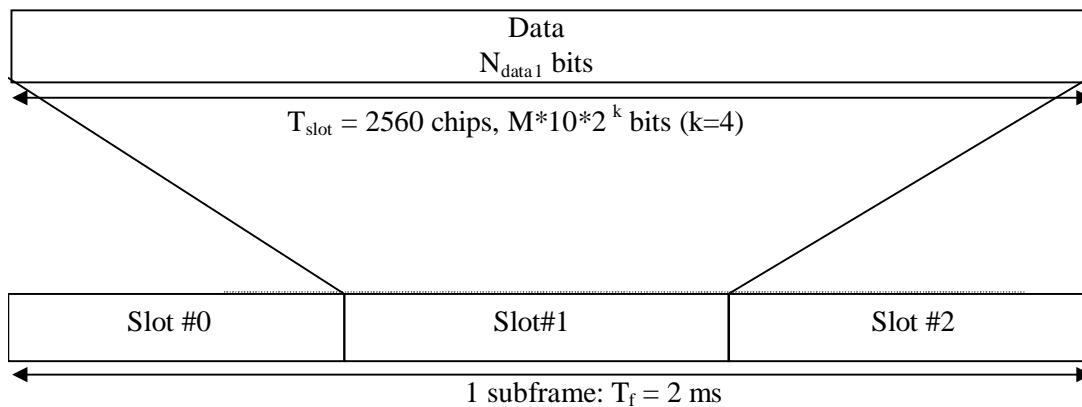 Data
N_data1 bits
T_slot = 2560 chips, M*10*2^k bits (k=4)
Slot #0 Slot#1 Slot #2
1 subframe: T_f = 2 ms